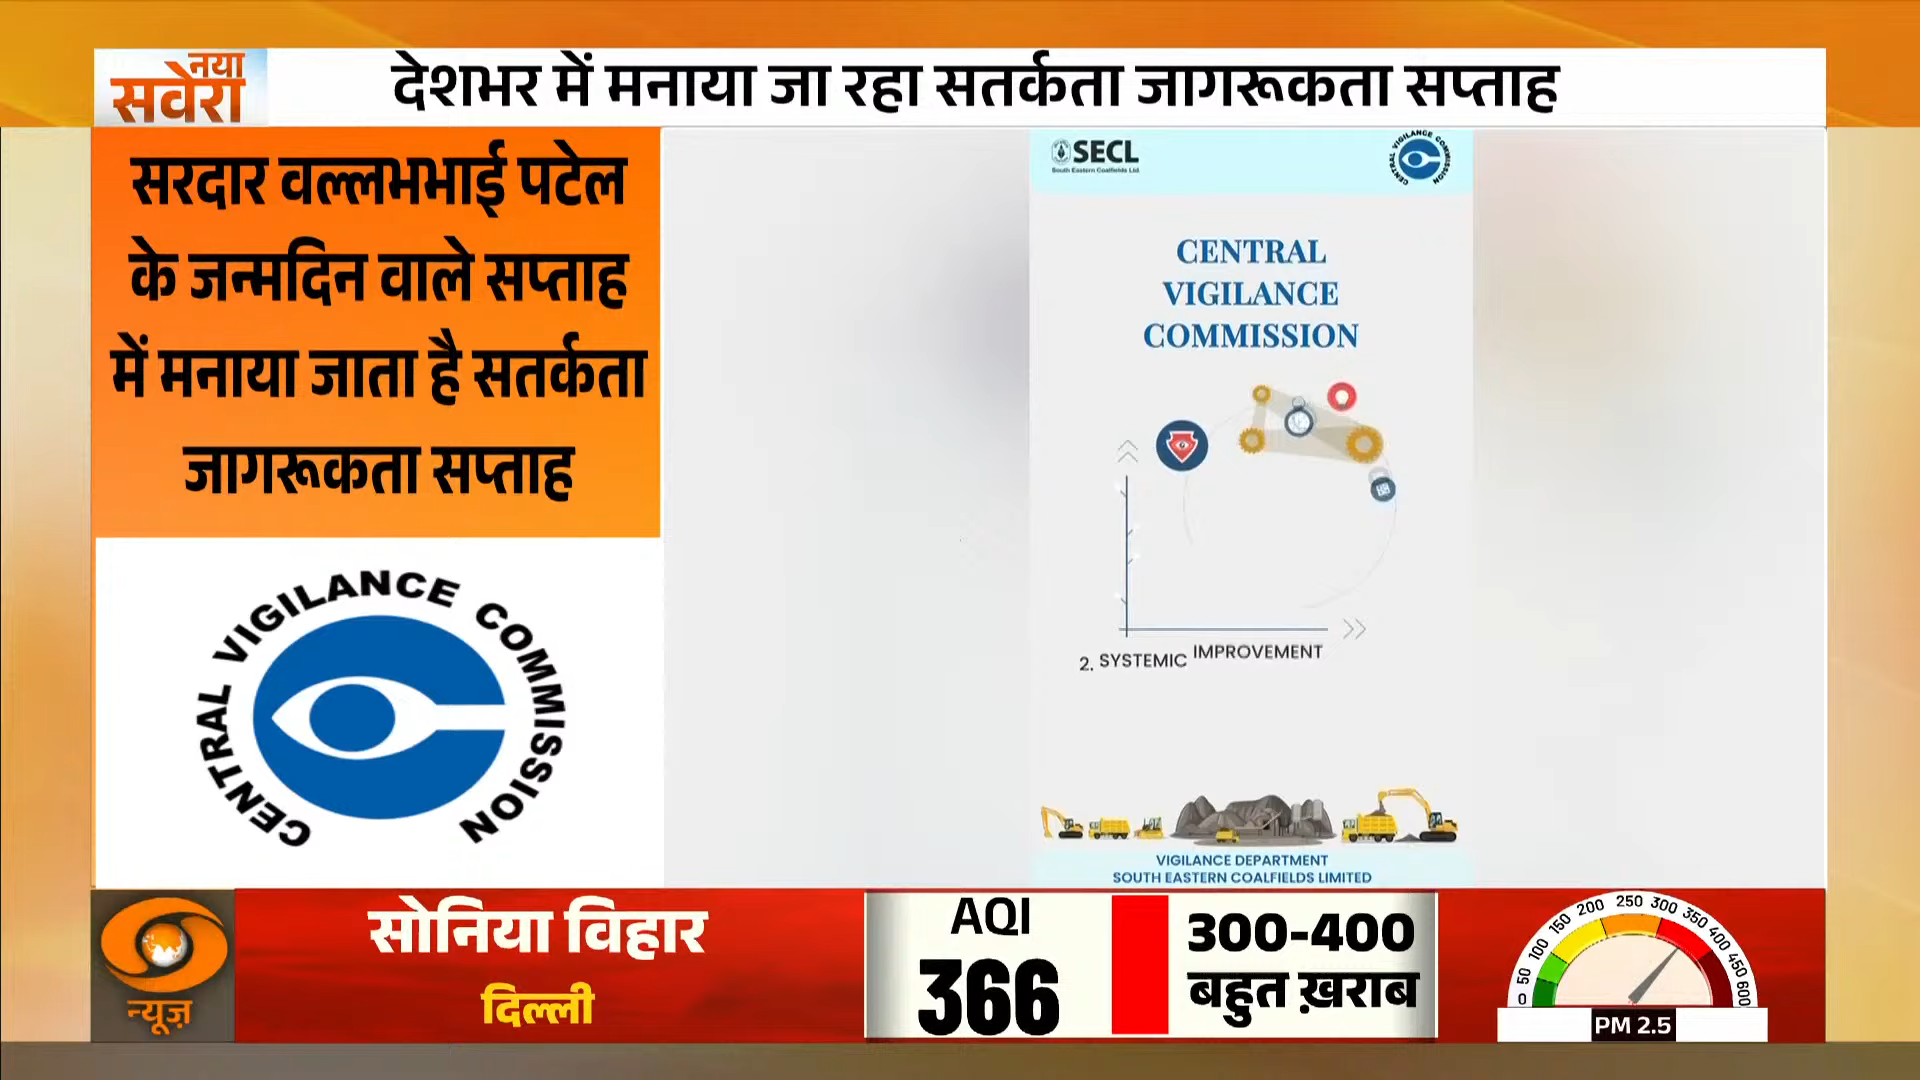 नया
सवेरा
देशभर में मनाया जा रहा सतर्कता जागरूकता सप्ताह
सरदार वल्लभभाई पटेल
के जन्मदिन वाले सप्ताह
में मनाया जाता है सतर्कता
जागरूकता सप्ताह
CENTRAL VIGILANCE COMMISSION
SECL
South Eastern Coalfields Ltd.
CENTRAL VIGILANCE COMMISSION
CENTRAL
VIGILANCE
COMMISSION
2. SYSTEMIC IMPROVEMENT
VIGILANCE DEPARTMENT
SOUTH EASTERN COALFIELDS LIMITED
न्यूज़
सोनिया विहार
दिल्ली
AQI
366
300-400
बहुत ख़राब
0 50 100 150 200 250 300 350 400 450 600
PM 2.5